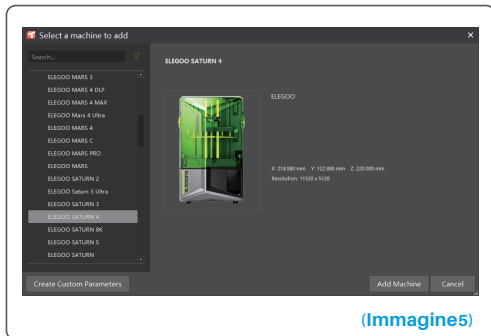 Select a machine to add
Search...
ELEGOO MARS 3
ELEGOO MARS 4 DLP
ELEGOO MARS 4 MAX
ELEGOO Mars 4 Ultra
ELEGOO MARS 4
ELEGOO MARS C
ELEGOO MARS PRO
ELEGOO MARS
ELEGOO SATURN 2
ELEGOO Saturn 3 Ultra
ELEGOO SATURN 3
ELEGOO SATURN 4
ELEGOO SATURN 8K
ELEGOO SATURN S
ELEGOO SATURN
ELEGOO SATURN 4
ELEGOO
X: 218.880 mm Y: 122.880 mm Z: 220.000 mm
Resolution: 11520 x 5120
Create Custom Parameters
Add Machine
Cancel
(Immagine5)